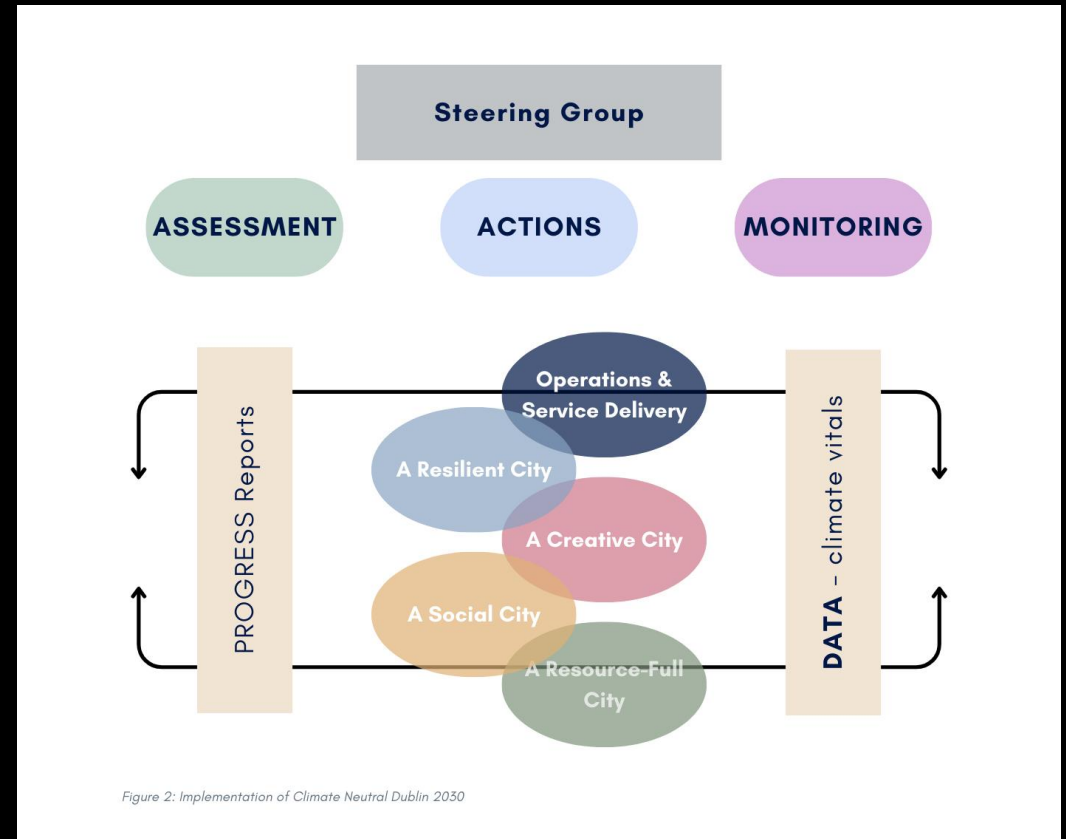 Steering Group
ASSESSMENT
ACTIONS
MONITORING
PROGRESS Reports
Operations &
Service Delivery
A Resilient City
A Creative City
A Social City
A Resource-Full
City
DATA – climate vitals
Figure 2: Implementation of Climate Neutral Dublin 2030